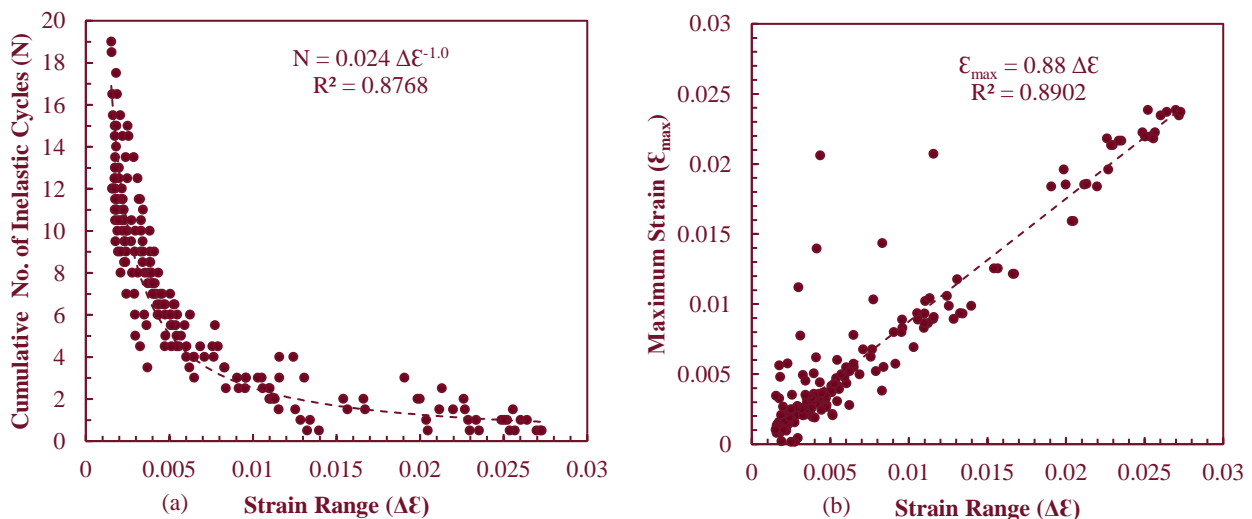 Cumulative No. of Inelastic Cycles (N)
20
18
16
14
12
10
8
6
4
2
0
N = 0.024 ΔƐ-1.0
R² = 0.8768
0 0.005 0.01 0.015 0.02 0.025 0.03
(a) Strain Range (ΔƐ)
Maximum Strain (Ɛmax)
0.03
0.025
0.02
0.015
0.01
0.005
0
Ɛmax = 0.88 ΔƐ
R² = 0.8902
0 0.005 0.01 0.015 0.02 0.025 0.03
(b) Strain Range (ΔƐ)